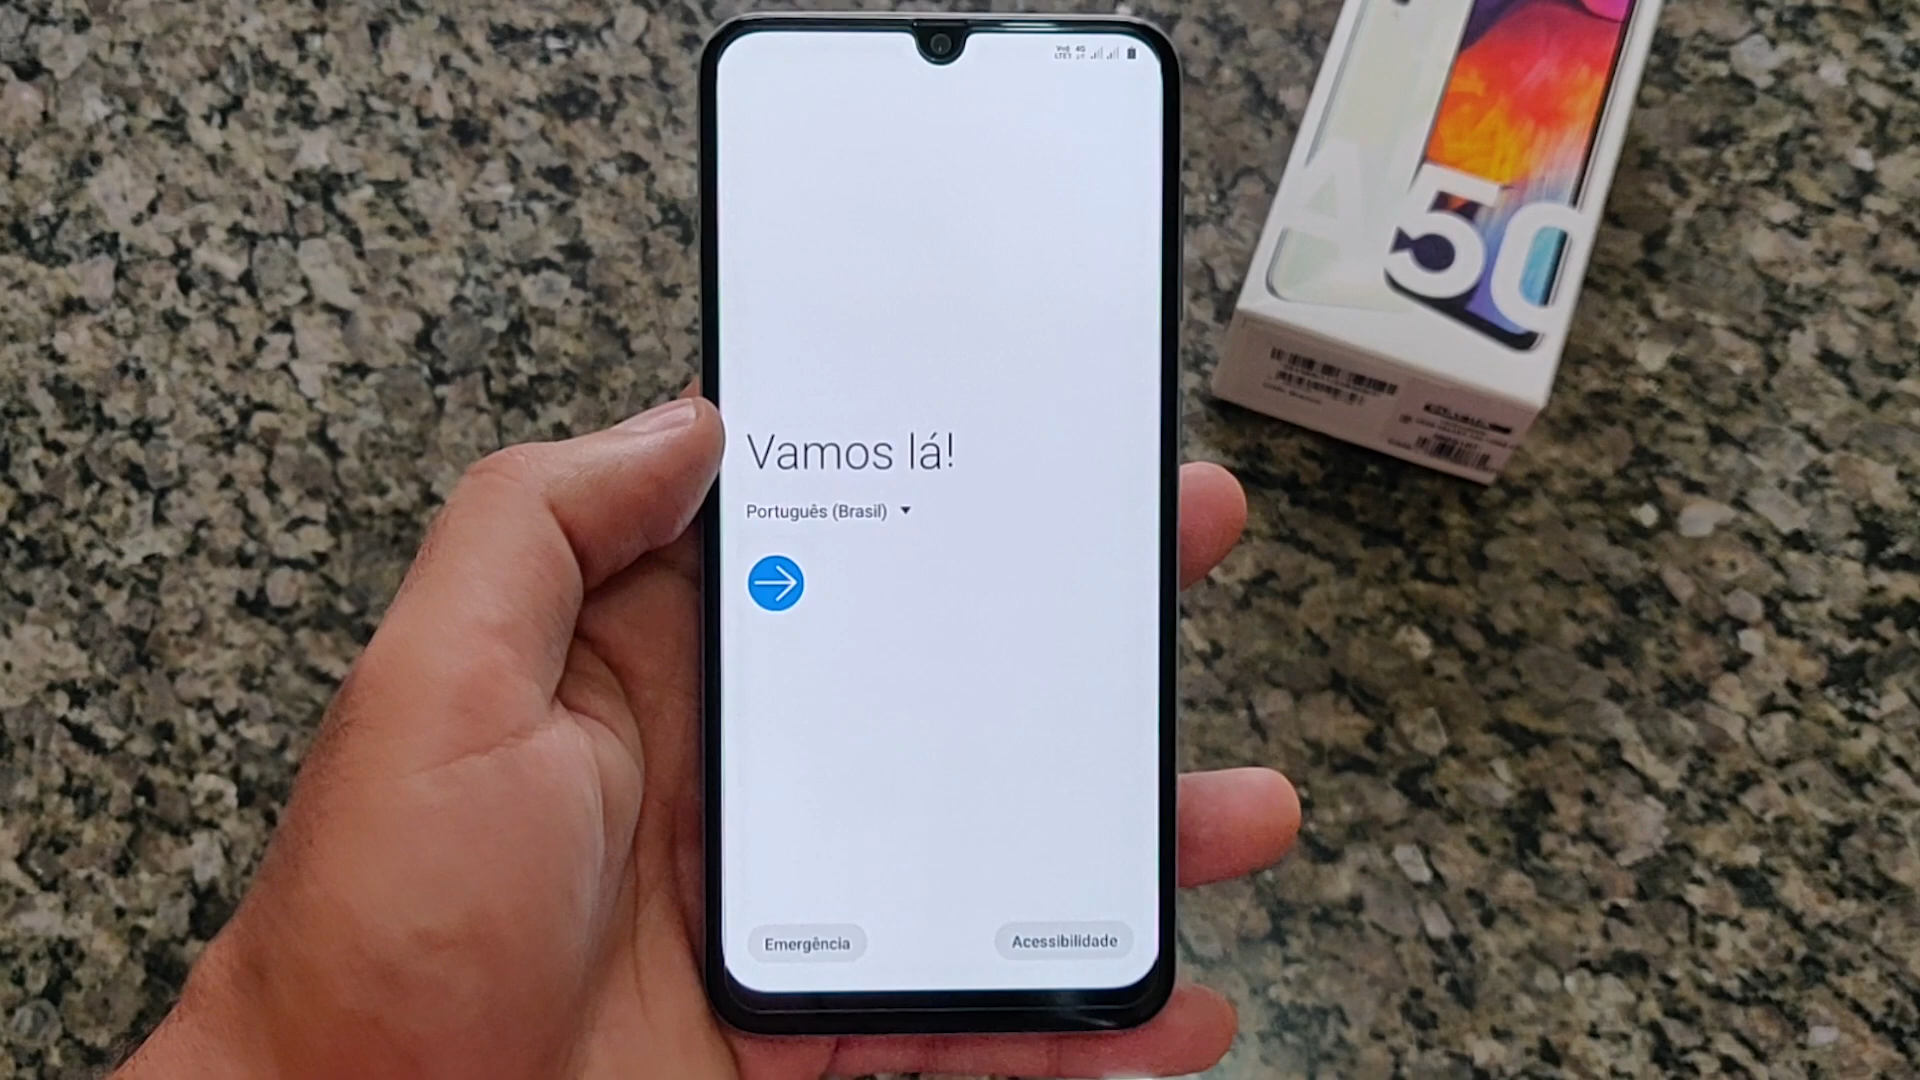 Vamos lá!
Português (Brasil)
Emergência
Acessibilidade
A50